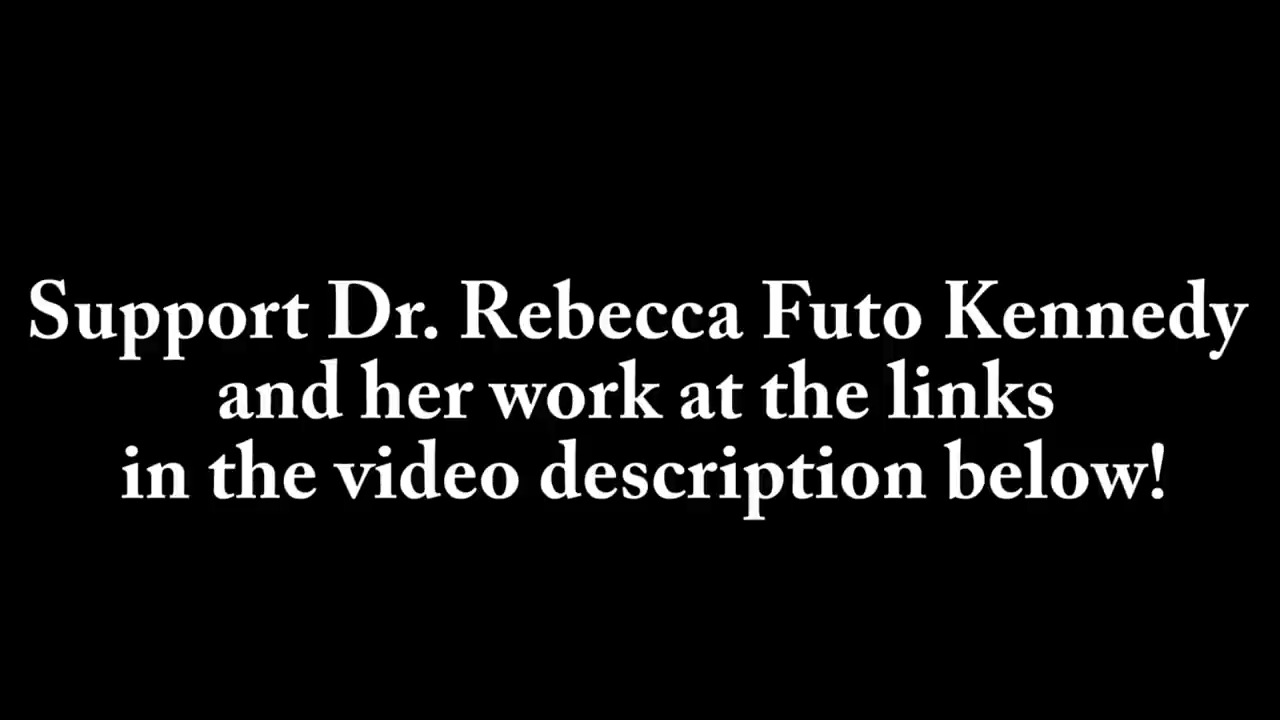 Support Dr. Rebecca Futo Kennedy
and her work at the links
in the video description below!